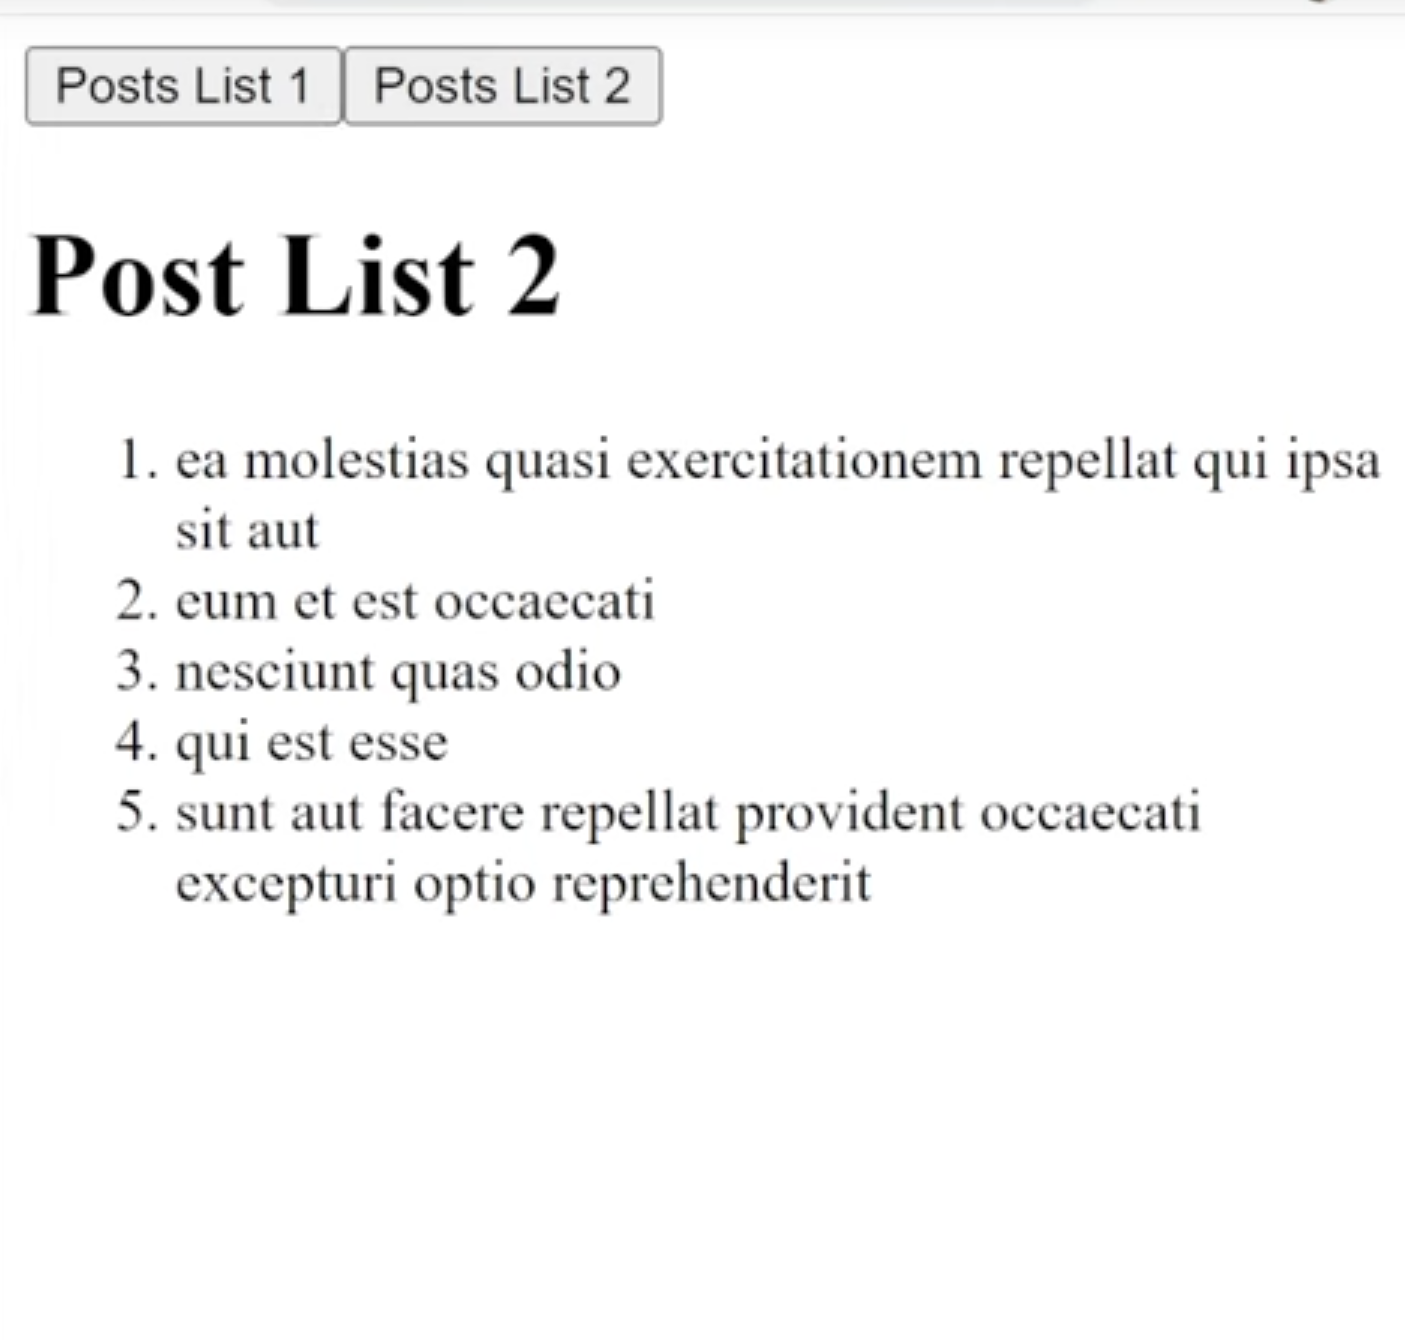 Posts List 1 Posts List 2
Post List 2
1. ea molestias quasi exercitationem repellat qui ipsa
sit aut
2. eum et est occaecati
3. nesciunt quas odio
4. qui est esse
5. sunt aut facere repellat provident occaecati
excepturi optio reprehenderit